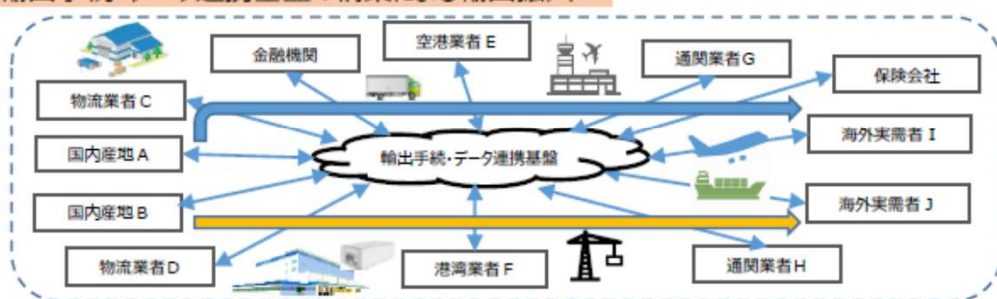 空港業者E
金融機関
通関業者G
保険会社
物流業者C
海外実需者I
国内産地A
輸出手続・データ連携基盤
国内産地B
海外実需者J
物流業者D
港湾業者F
通関業者H